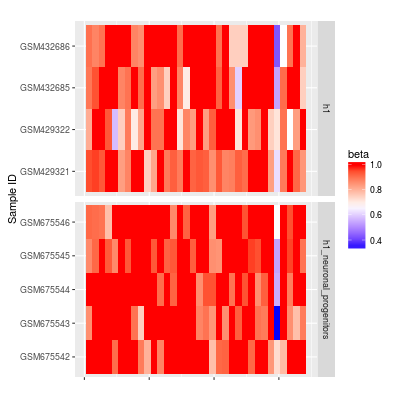 GSM432686
GSM432685
GSM429322
GSM429321
h1
GSM675546
GSM675545
GSM675544
GSM675543
GSM675542
h1_neuronal_progenitors
Sample ID
beta
1.0
0.8
0.6
0.4